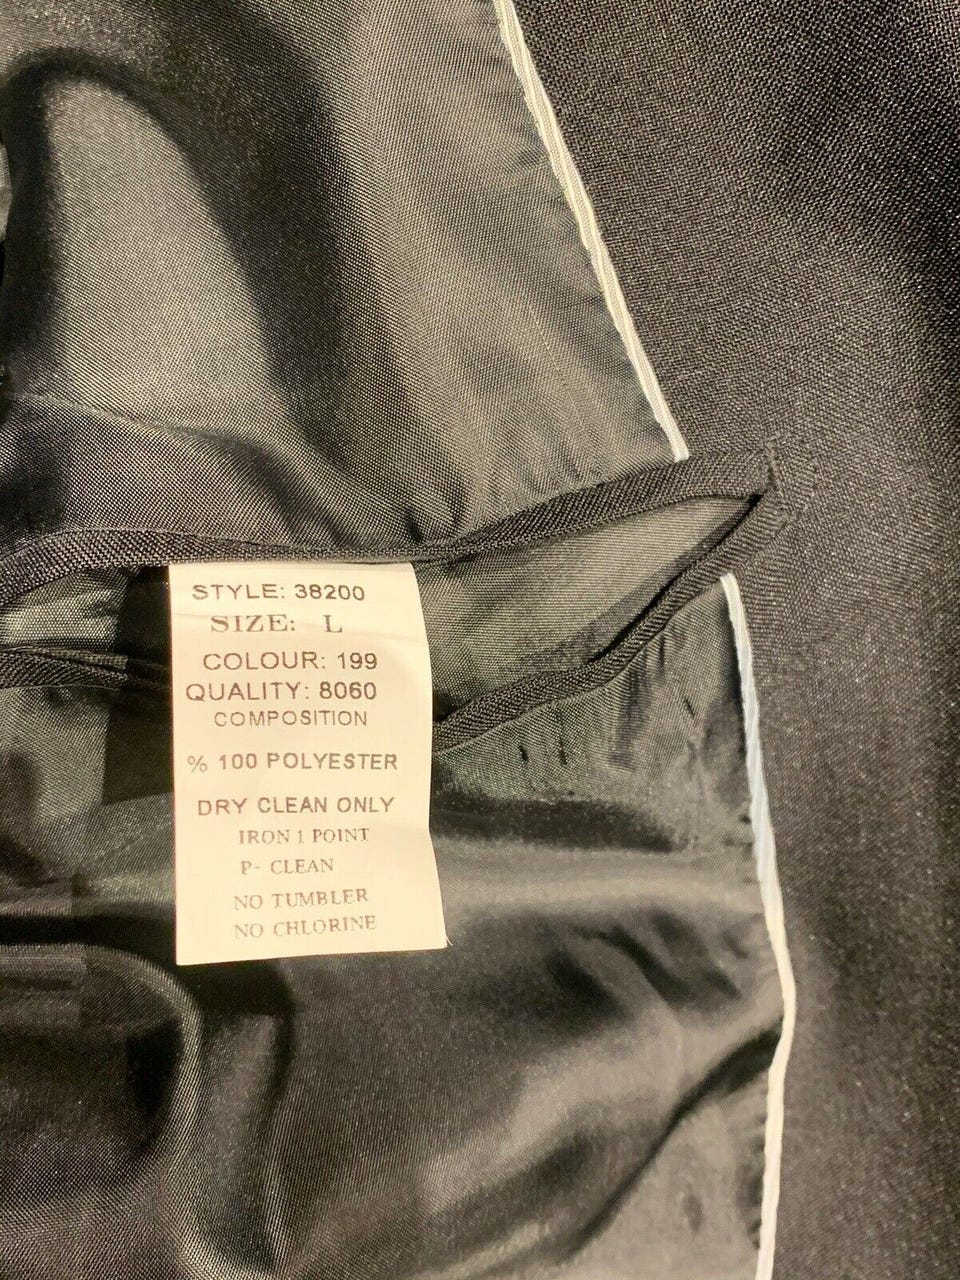 STYLE: 38200
SIZE: L
COLOUR: 199
QUALITY: 8060
COMPOSITION
% 100 POLYESTER
DRY CLEAN ONLY
IRON 1 POINT
P- CLEAN
NO TUMBLER
NO CHLORINE